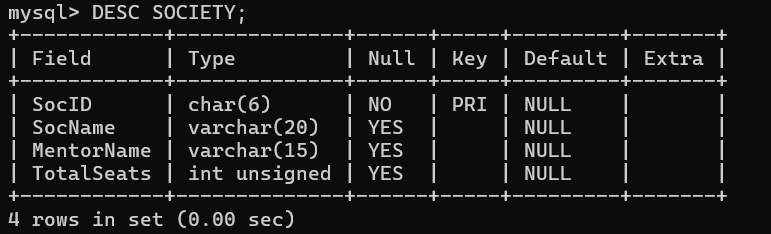 mysql> DESC SOCIETY;
+------------+--------------+------+-----+---------+-------+
| Field      | Type         | Null | Key | Default | Extra |
+------------+--------------+------+-----+---------+-------+
| SocID      | char(6)      | NO   | PRI | NULL    |       |
| SocName    | varchar(20)  | YES  |     | NULL    |       |
| MentorName | varchar(15)  | YES  |     | NULL    |       |
| TotalSeats | int unsigned | YES  |     | NULL    |       |
+------------+--------------+------+-----+---------+-------+
4 rows in set (0.00 sec)